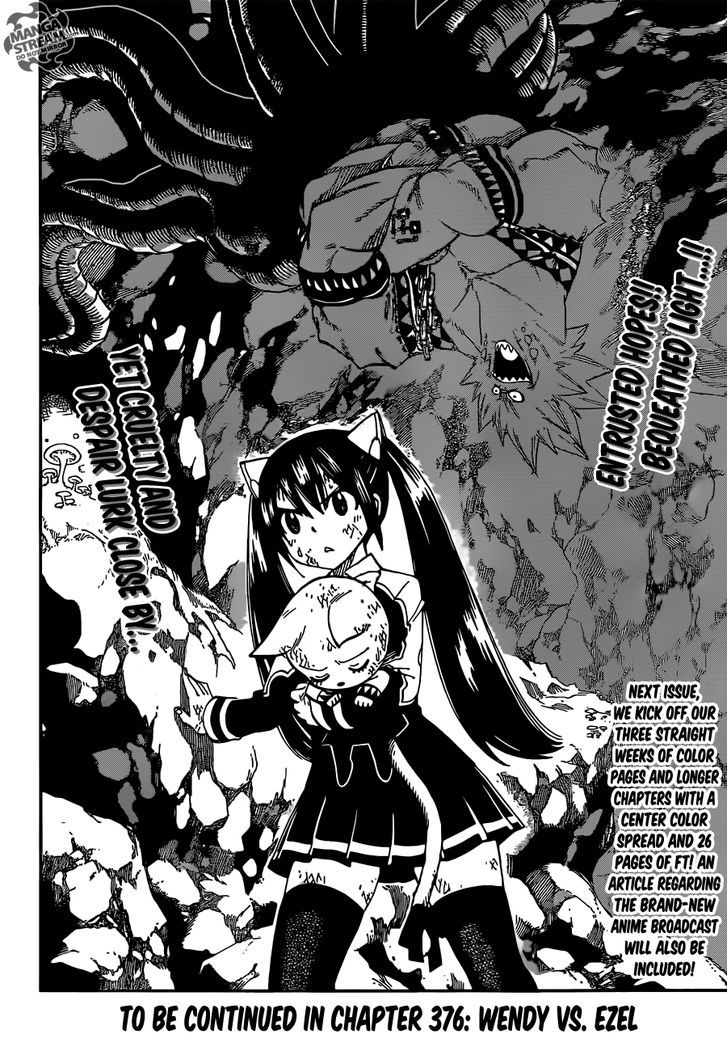 MANGA
STREAM
DO NOT MIRROR
ENTRUSTED HOPES!!
BEQUEATHED LIGHT...!!
YET CRUELTY AND
DESPAIR LURK CLOSE BY...
NEXT ISSUE,
WE KICK OFF OUR
THREE STRAIGHT
WEEKS OF COLOR
PAGES AND LONGER
CHAPTERS WITH A
CENTER COLOR
SPREAD AND 26
PAGES OF FT! AN
ARTICLE REGARDING
THE BRAND-NEW
ANIME BROADCAST
WILL ALSO BE
INCLUDED!
TO BE CONTINUED IN CHAPTER 376: WENDY VS. EZEL